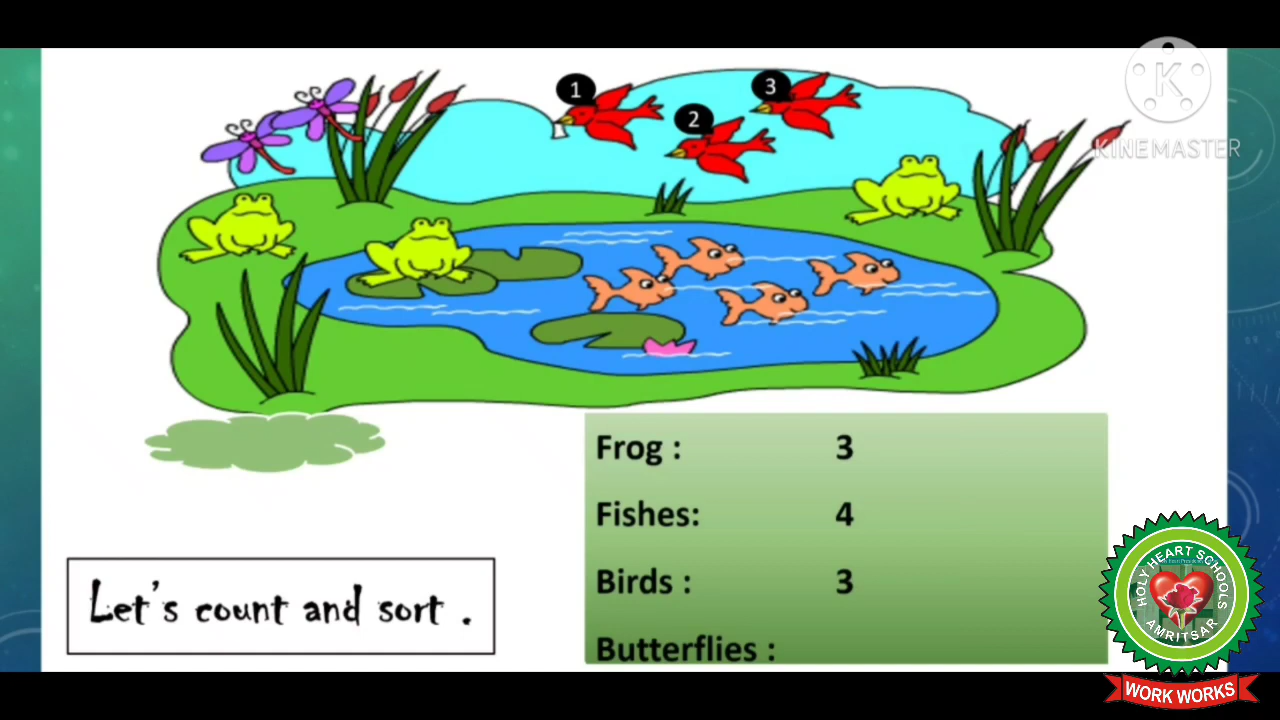 1
2
3
K
KINEMASTER
Frog : 3
Fishes: 4
Birds : 3
Butterflies :
Let's count and sort .
HOLY HEART SCHOOLS
AMRITSAR
WORK WORKS